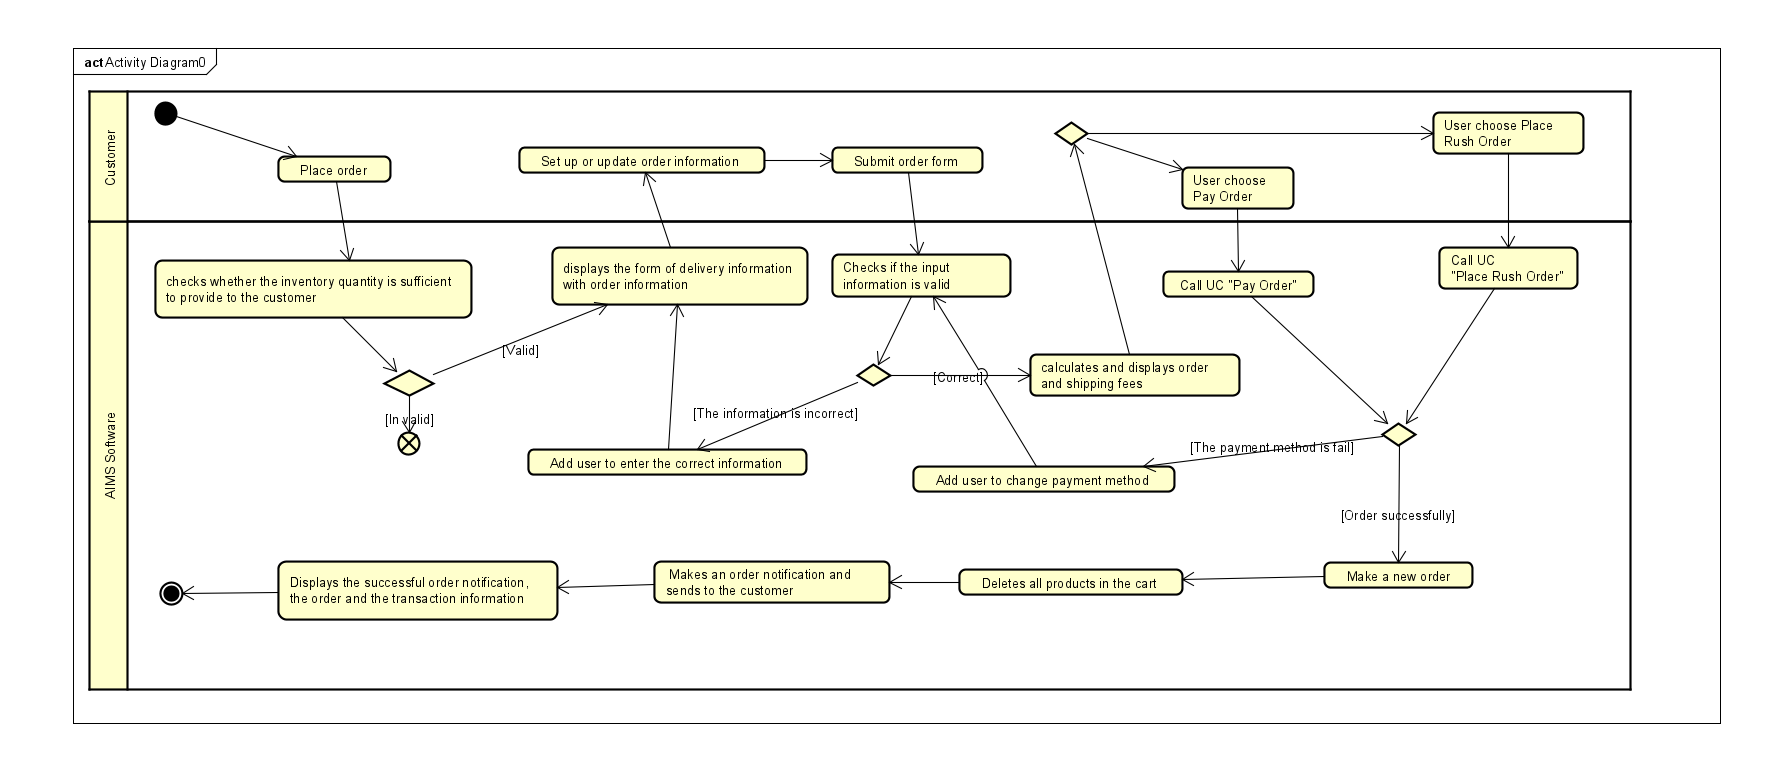 act Activity Diagram0
Customer
Place order
Set up or update order information
Submit order form
User choose Place
Rush Order
User choose
Pay Order
AIMS Software
checks whether the inventory quantity is sufficient
to provide to the customer
displays the form of delivery information
with order information
Checks if the input
information is valid
Call UC "Pay Order"
Call UC
"Place Rush Order"
[Valid]
[In valid]
[Correct]
calculates and displays order
and shipping fees
[The information is incorrect]
Add user to enter the correct information
[The payment method is fail]
Add user to change payment method
[Order successfully]
Displays the successful order notification,
the order and the transaction information
Makes an order notification and
sends to the customer
Deletes all products in the cart
Make a new order